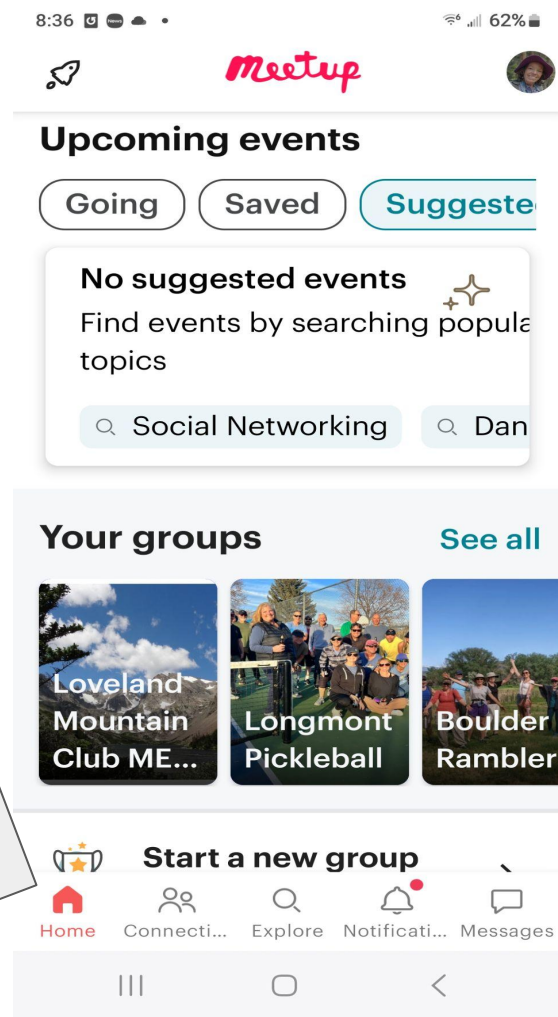 8:36 62%
meetup
Upcoming events
Going Saved Suggeste
No suggested events
Find events by searching popula
topics
Social Networking Dan
Your groups See all
Loveland
Mountain
Club ME...
Longmont
Pickleball
Boulder
Rambler
Start a new group
Home Connecti... Explore Notificati... Messages